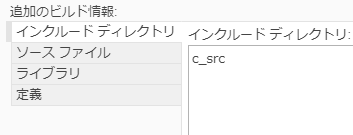 追加のビルド情報:
インクルード ディレクトリ
ソース ファイル
ライブラリ
定義
インクルード ディレクトリ:
c_src